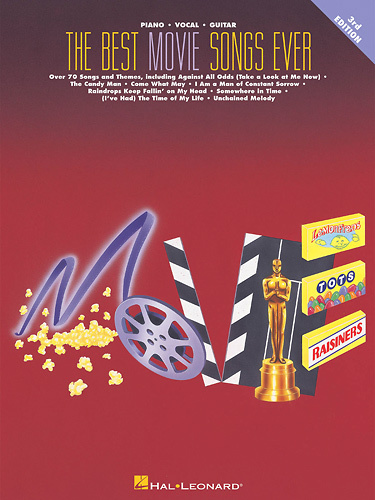 PIANO • VOCAL • GUITAR
THE BEST MOVIE SONGS EVER
3rd
EDITION
Over 70 Songs and Themes, including Against All Odds (Take a Look at Me Now) •
The Candy Man • Come What May • I Am a Man of Constant Sorrow •
Raindrops Keep Fallin' on My Head • Somewhere in Time •
(I've Had) The Time of My Life • Unchained Melody
MOVIE
TOTS
RAISINERS
HAL•LEONARD®